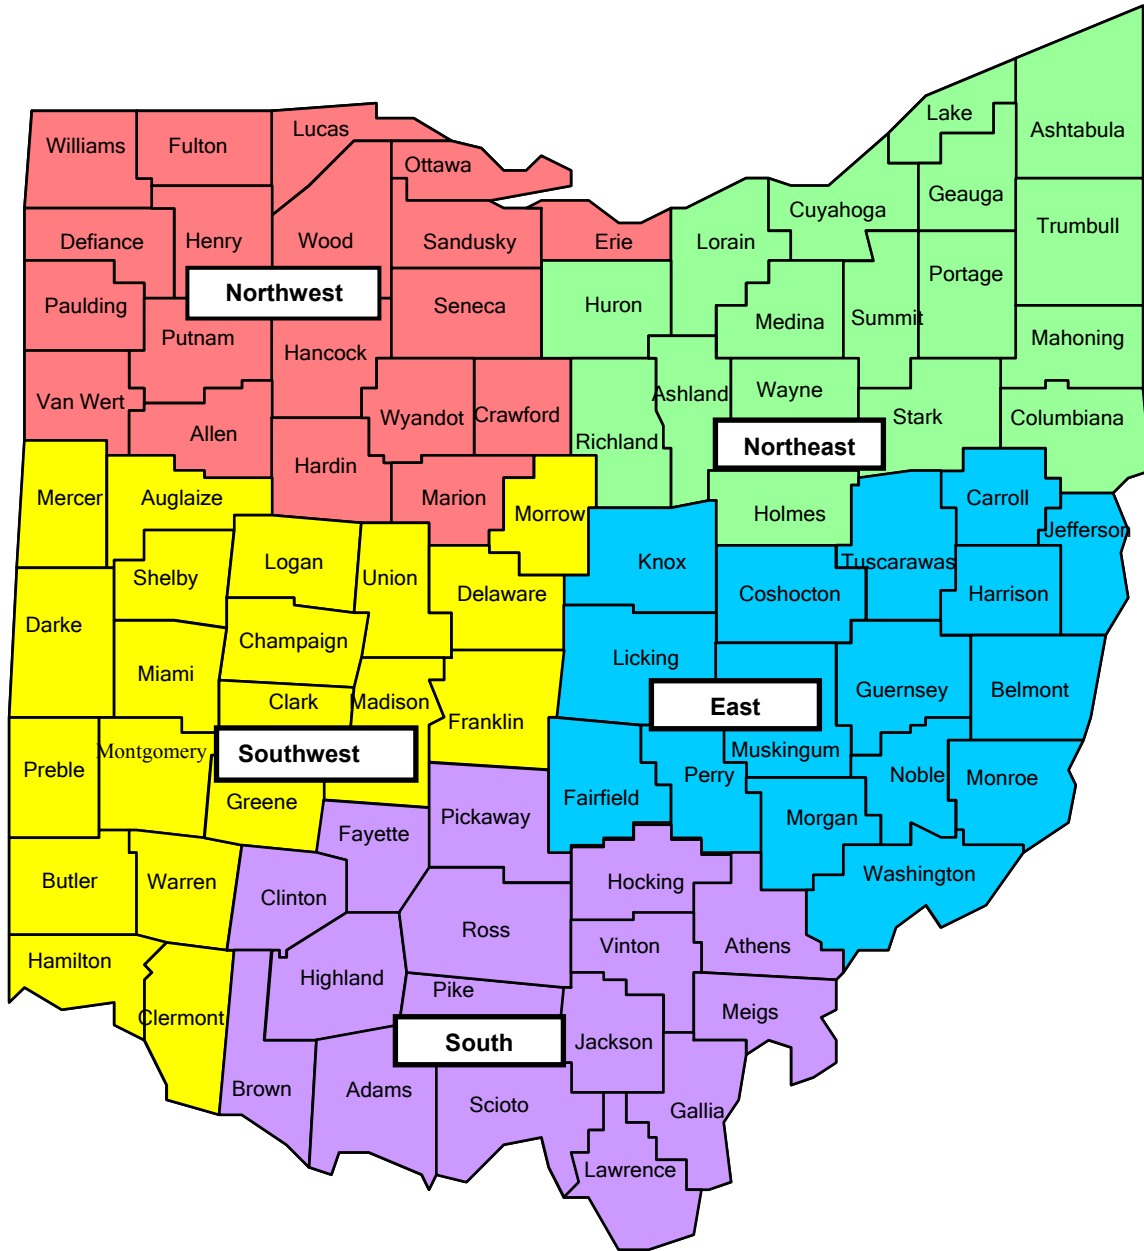 Lake
Ashtabula
Lucas
Williams
Fulton
Ottawa
Geauga
Cuyahoga
Trumbull
Defiance
Henry
Wood
Sandusky
Erie
Lorain
Portage
Northwest
Paulding
Seneca
Huron
Medina
Summit
Putnam
Hancock
Mahoning
Van Wert
Wyandot
Crawford
Ashland
Wayne
Stark
Columbiana
Allen
Richland
Northeast
Hardin
Mercer
Auglaize
Marion
Morrow
Holmes
Carroll
Jefferson
Logan
Knox
Tuscarawas
Shelby
Union
Delaware
Coshocton
Harrison
Darke
Champaign
Licking
Miami
Clark
Madison
Guernsey
Belmont
Franklin
East
Montgomery
Southwest
Muskingum
Preble
Perry
Noble
Monroe
Greene
Fairfield
Pickaway
Morgan
Fayette
Butler
Warren
Hocking
Washington
Clinton
Ross
Vinton
Athens
Hamilton
Highland
Pike
Clermont
Meigs
South
Jackson
Brown
Adams
Scioto
Gallia
Lawrence